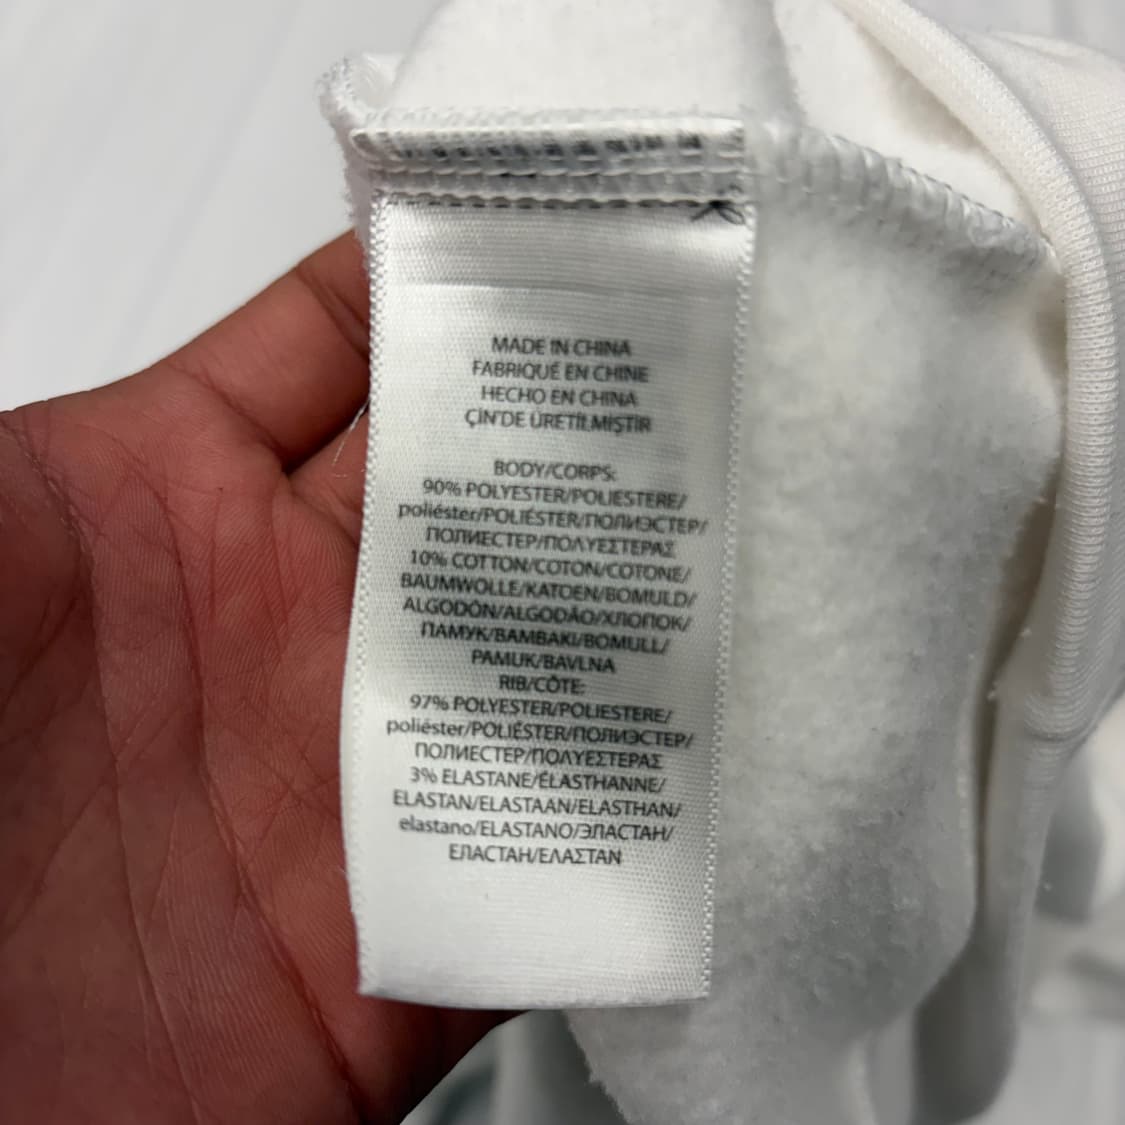 MADE IN CHINA
FABRIQUÉ EN CHINE
HECHO EN CHINA
ÇİN'DE ÜRETİLMİŞTİR
BODY/CORPS:
90% POLYESTER/POLIESTERE/
poliéster/POLIÉSTER/ПОЛИЭСТЕР/
ПОЛИЕСТЕР/ΠΟΛΥΕΣΤΕΡΑΣ
10% COTTON/COTON/COTONE/
BAUMWOLLE/KATOEN/BOMULD/
ALGODÓN/ALGODÃO/ХЛОПОК/
ПАМУК/ΒΑΜΒΑΚΙ/BOMULL/
PAMUK/BAVLNA
RIB/CÔTE:
97% POLYESTER/POLIESTERE/
poliéster/POLIÉSTER/ПОЛИЭСТЕР/
ПОЛИЕСТЕР/ΠΟΛΥΕΣΤΕΡΑΣ
3% ELASTANE/ÉLASTHANNE/
ELASTAN/ELASTAAN/ELASTHAN/
elastano/ELASTANO/ЭЛАСТАН/
ЕЛАСТАН/ΕΛΑΣΤΑΝ